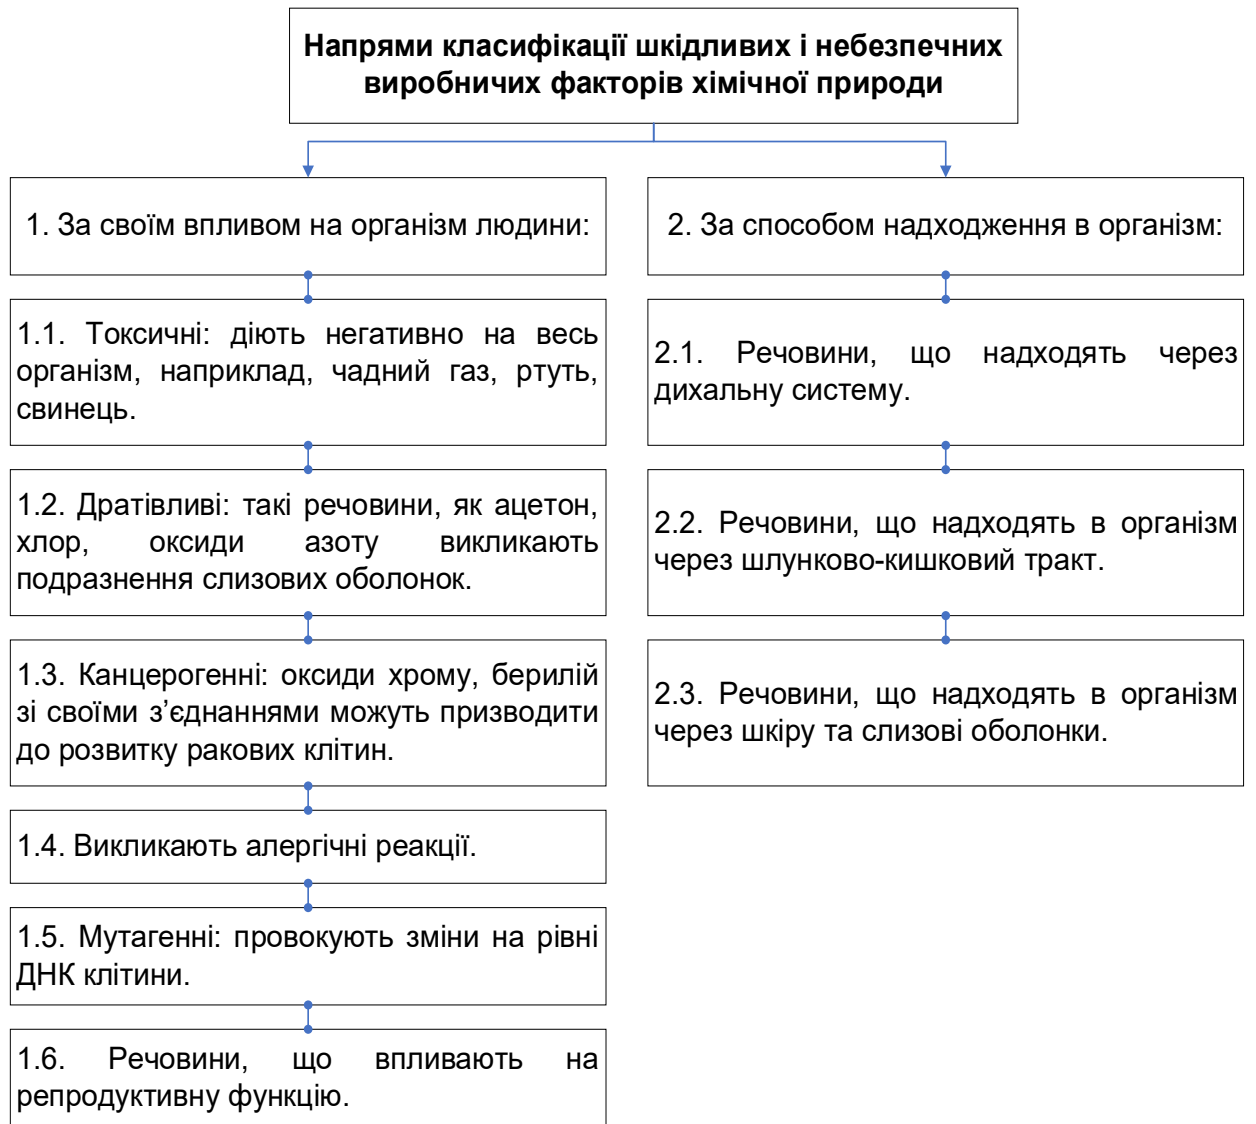 Напрями класифікації шкідливих і небезпечних
виробничих факторів хімічної природи
1. За своїм впливом на організм людини:
1.1. Токсичні: діють негативно на весь
організм, наприклад, чадний газ, ртуть,
свинець.
1.2. Дратівливі: такі речовини, як ацетон,
хлор, оксиди азоту викликають
подразнення слизових оболонок.
1.3. Канцерогенні: оксиди хрому, берилій
зі своїми з’єднаннями можуть призводити
до розвитку ракових клітин.
1.4. Викликають алергічні реакції.
1.5. Мутагенні: провокують зміни на рівні
ДНК клітини.
1.6. Речовини, що впливають на
репродуктивну функцію.
2. За способом надходження в організм:
2.1. Речовини, що надходять через
дихальну систему.
2.2. Речовини, що надходять в організм
через шлунково-кишковий тракт.
2.3. Речовини, що надходять в організм
через шкіру та слизові оболонки.